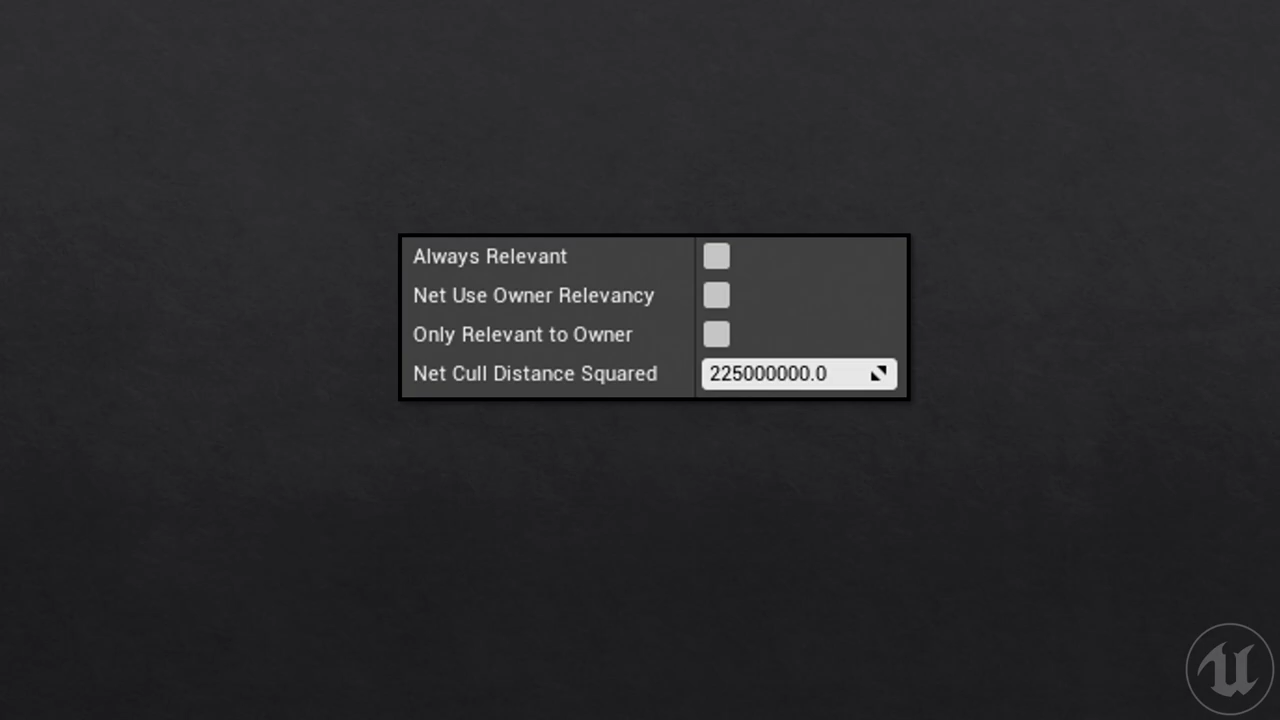 Always Relevant
Net Use Owner Relevancy
Only Relevant to Owner
Net Cull Distance Squared 225000000.0